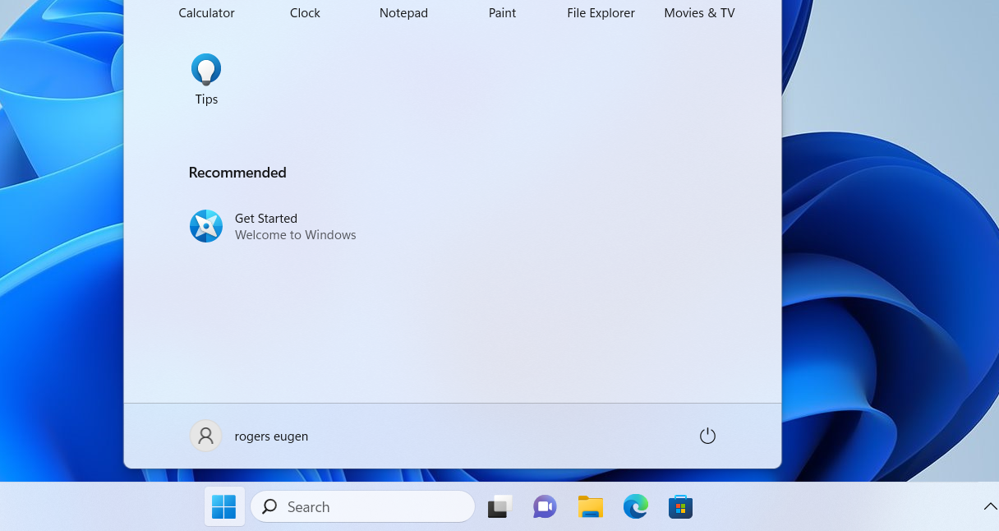 Calculator Clock Notepad Paint File Explorer Movies & TV
Tips
Recommended
Get Started
Welcome to Windows
rogers eugen
Search